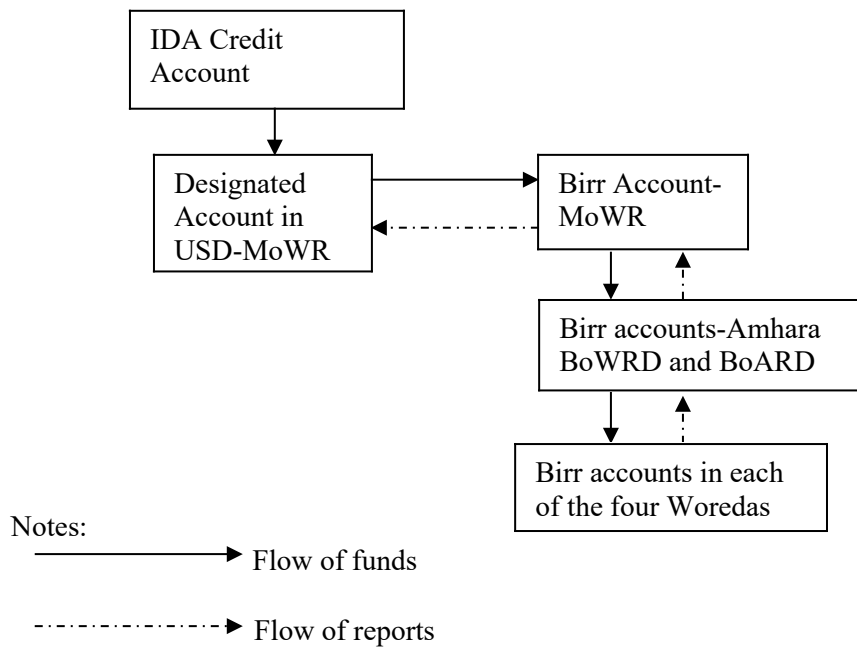 IDA Credit
Account
Designated
Account in
USD-MoWR
Birr Account-
MoWR
Birr accounts-Amhara
BoWRD and BoARD
Birr accounts in each
of the four Woredas
Notes:
Flow of funds
Flow of reports